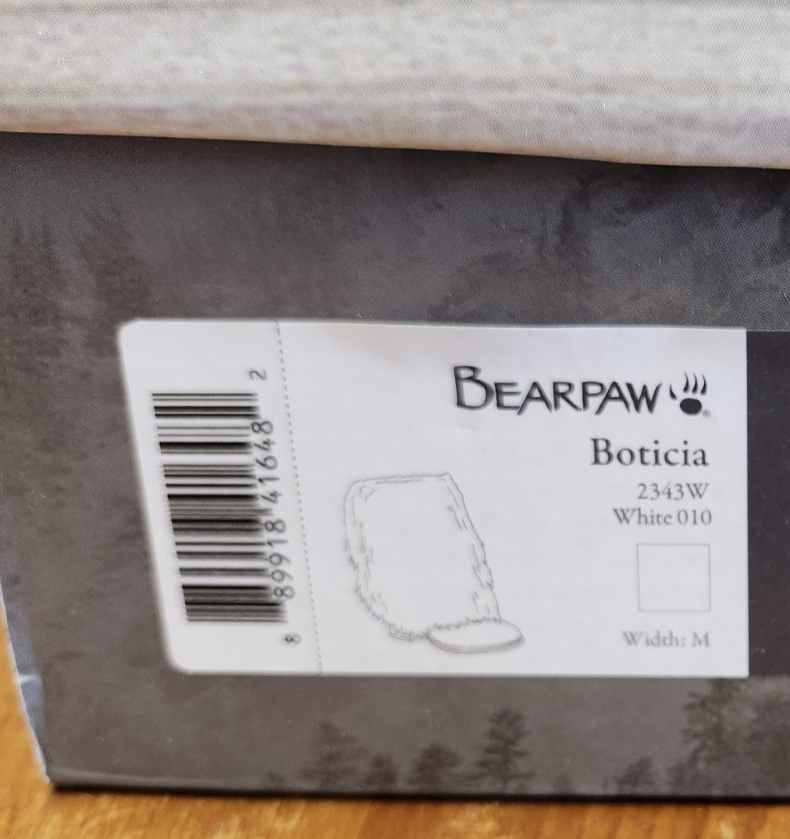 8 89918 41648 2
BEARPAW®
Boticia
2343W
White 010
Width: M